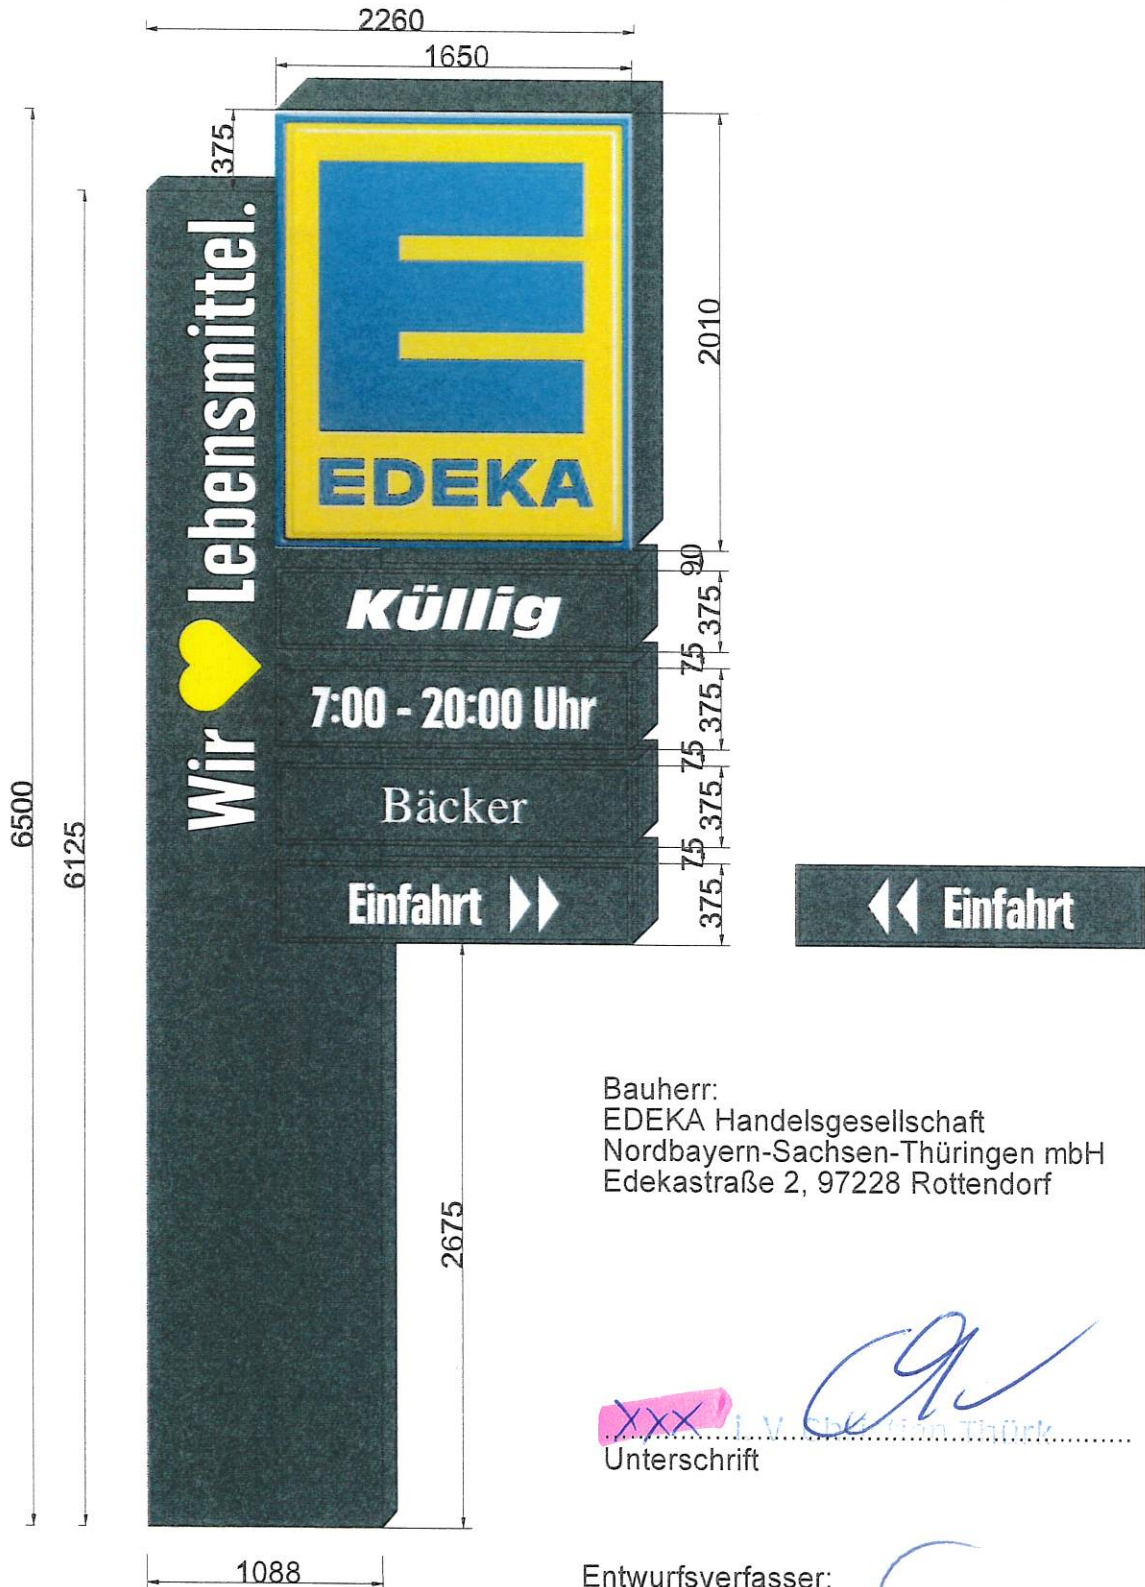 2260
1650
375
6500
6125
Wir Lebensmittel.
E
EDEKA
2010
90
Küllig
375
75
7:00 - 20:00 Uhr
375
75
Bäcker
375
75
Einfahrt
375
Einfahrt
2675
1088
Bauherr:
EDEKA Handelsgesellschaft
Nordbayern-Sachsen-Thüringen mbH
Edekastraße 2, 97228 Rottendorf
XXX i. V. Thürk
Unterschrift
Entwurfsverfasser: